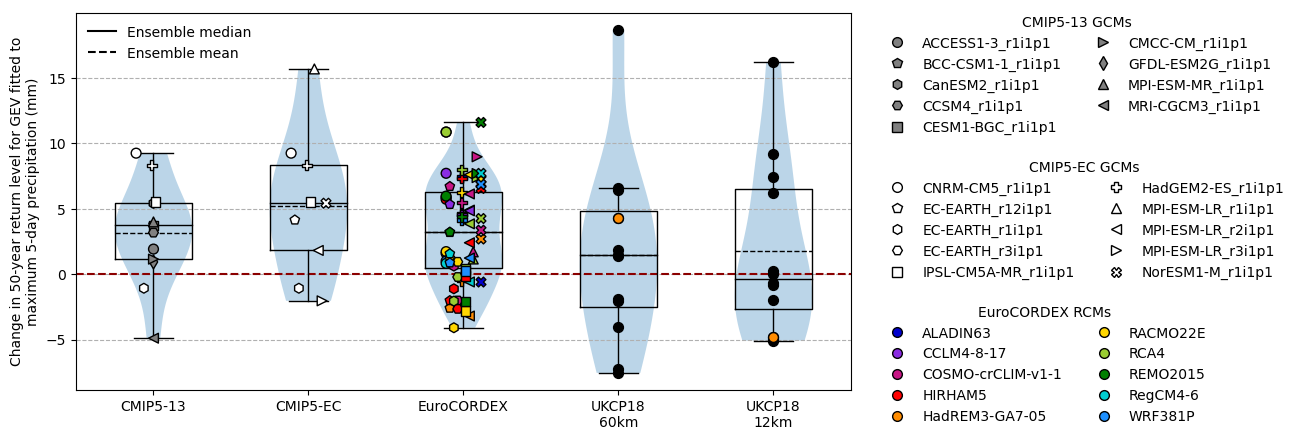 Change in 50-year return level for GEV fitted to
maximum 5-day precipitation (mm)
15
10
5
0
−5
Ensemble median
Ensemble mean
CMIP5-13
CMIP5-EC
EuroCORDEX
UKCP18
60km
UKCP18
12km
CMIP5-13 GCMs
ACCESS1-3_r1i1p1
BCC-CSM1-1_r1i1p1
CanESM2_r1i1p1
CCSM4_r1i1p1
CESM1-BGC_r1i1p1
CMCC-CM_r1i1p1
GFDL-ESM2G_r1i1p1
MPI-ESM-MR_r1i1p1
MRI-CGCM3_r1i1p1
CMIP5-EC GCMs
CNRM-CM5_r1i1p1
EC-EARTH_r12i1p1
EC-EARTH_r1i1p1
EC-EARTH_r3i1p1
IPSL-CM5A-MR_r1i1p1
HadGEM2-ES_r1i1p1
MPI-ESM-LR_r1i1p1
MPI-ESM-LR_r2i1p1
MPI-ESM-LR_r3i1p1
NorESM1-M_r1i1p1
EuroCORDEX RCMs
ALADIN63
CCLM4-8-17
COSMO-crCLIM-v1-1
HIRHAM5
HadREM3-GA7-05
RACMO22E
RCA4
REMO2015
RegCM4-6
WRF381P